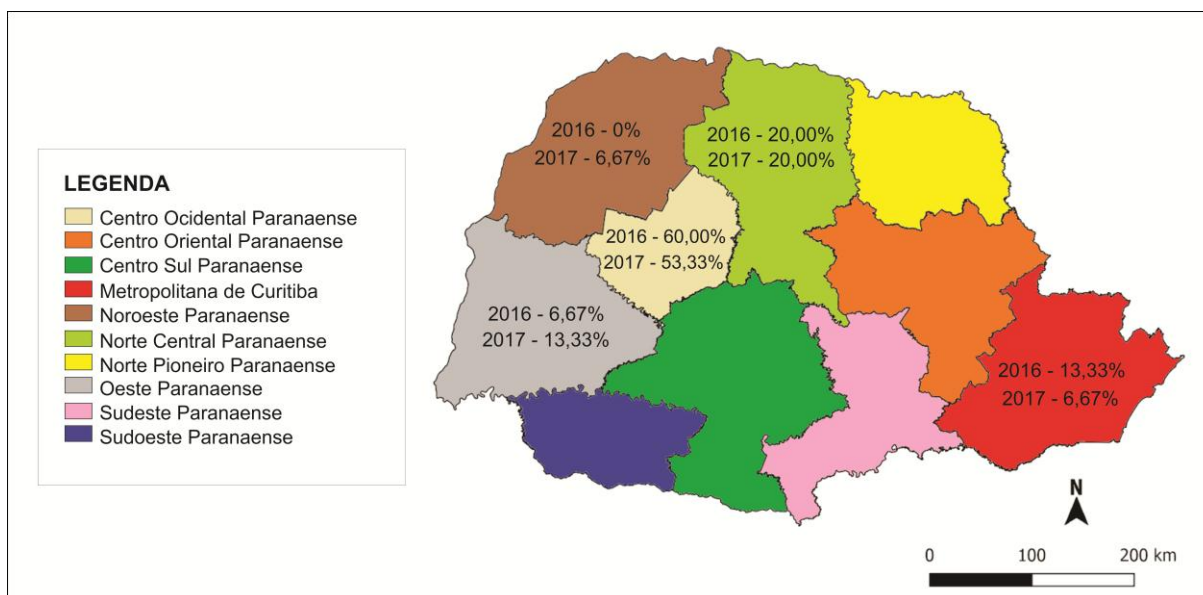 LEGENDA
Centro Ocidental Paranaense
Centro Oriental Paranaense
Centro Sul Paranaense
Metropolitana de Curitiba
Noroeste Paranaense
Norte Central Paranaense
Norte Pioneiro Paranaense
Oeste Paranaense
Sudeste Paranaense
Sudoeste Paranaense
2016 - 0%
2017 - 6,67%
2016 - 20,00%
2017 - 20,00%
2016 - 60,00%
2017 - 53,33%
2016 - 6,67%
2017 - 13,33%
2016 - 13,33%
2017 - 6,67%
N
0 100 200 km